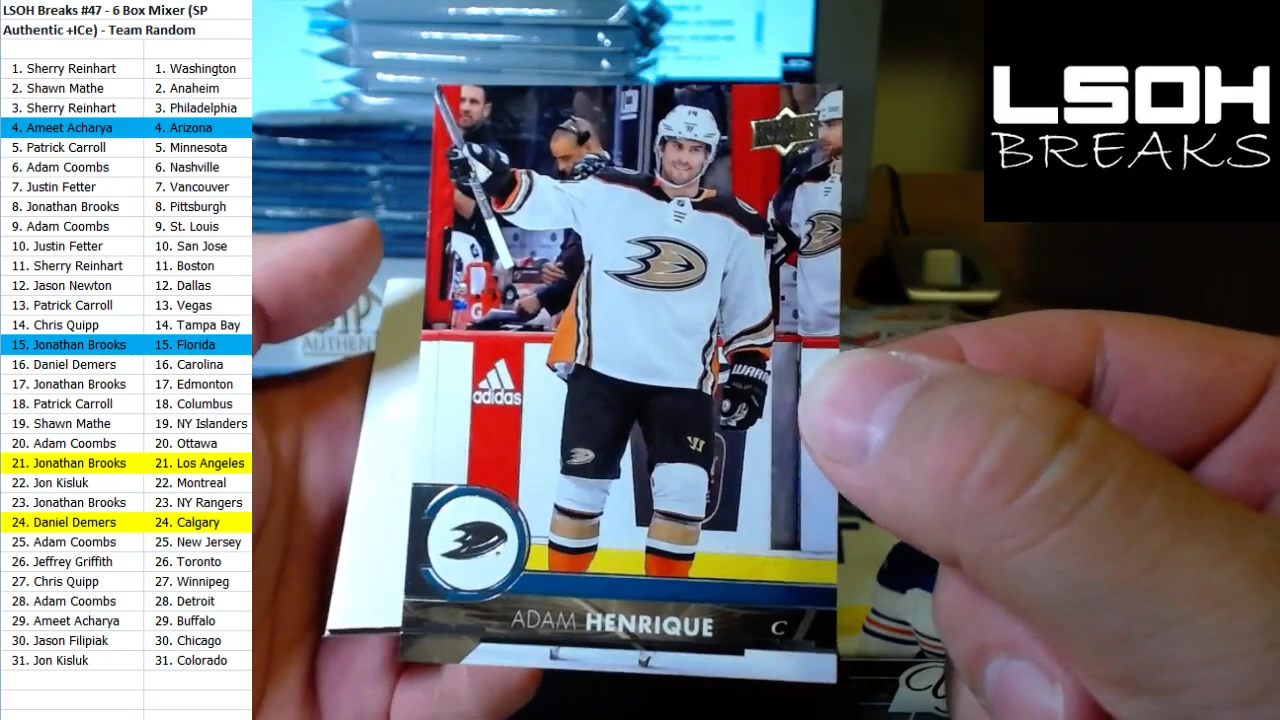 LSOH Breaks #47 - 6 Box Mixer (SP
Authentic +ICe) - Team Random
1. Sherry Reinhart 1. Washington
2. Shawn Mathe 2. Anaheim
3. Sherry Reinhart 3. Philadelphia
4. Ameet Acharya 4. Arizona
5. Patrick Carroll 5. Minnesota
6. Adam Coombs 6. Nashville
7. Justin Fetter 7. Vancouver
8. Jonathan Brooks 8. Pittsburgh
9. Adam Coombs 9. St. Louis
10. Justin Fetter 10. San Jose
11. Sherry Reinhart 11. Boston
12. Jason Newton 12. Dallas
13. Patrick Carroll 13. Vegas
14. Chris Quipp 14. Tampa Bay
15. Jonathan Brooks 15. Florida
16. Daniel Demers 16. Carolina
17. Jonathan Brooks 17. Edmonton
18. Patrick Carroll 18. Columbus
19. Shawn Mathe 19. NY Islanders
20. Adam Coombs 20. Ottawa
21. Jonathan Brooks 21. Los Angeles
22. Jon Kisluk 22. Montreal
23. Jonathan Brooks 23. NY Rangers
24. Daniel Demers 24. Calgary
25. Adam Coombs 25. New Jersey
26. Jeffrey Griffith 26. Toronto
27. Chris Quipp 27. Winnipeg
28. Adam Coombs 28. Detroit
29. Ameet Acharya 29. Buffalo
30. Jason Filipiak 30. Chicago
31. Jon Kisluk 31. Colorado
LSOH
BREAKS
adidas
WARR
ADAM HENRIQUE C
AUTHEN